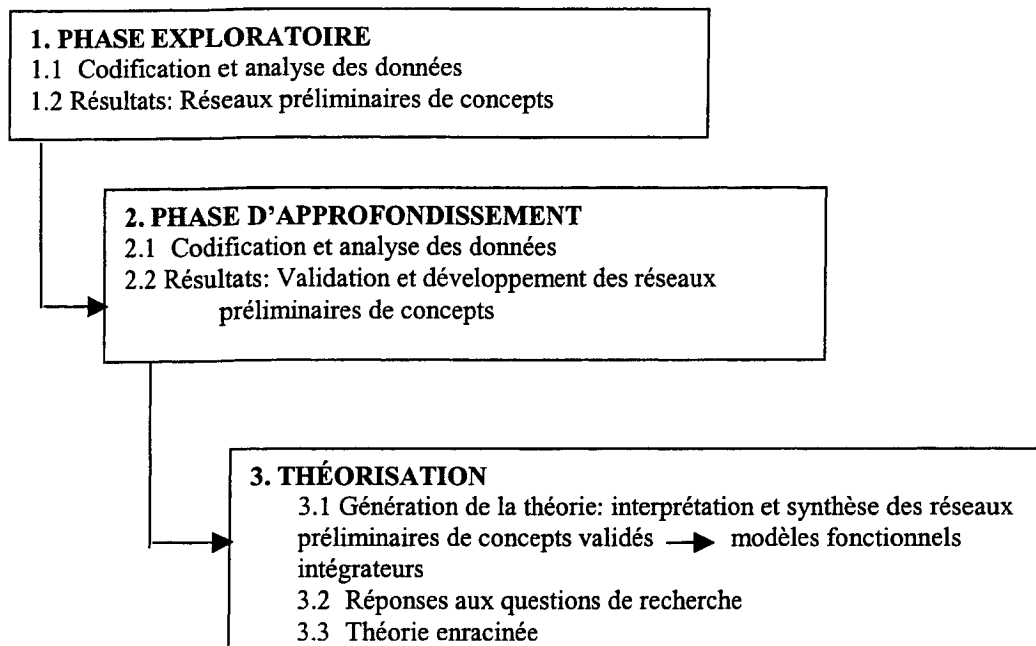 1. PHASE EXPLORATOIRE
1.1 Codification et analyse des données
1.2 Résultats: Réseaux préliminaires de concepts
2. PHASE D'APPROFONDISSEMENT
2.1 Codification et analyse des données
2.2 Résultats: Validation et développement des réseaux
préliminaires de concepts
3. THÉORISATION
3.1 Génération de la théorie: interprétation et synthèse des réseaux
préliminaires de concepts validés → modèles fonctionnels
intégrateurs
3.2 Réponses aux questions de recherche
3.3 Théorie enracinée